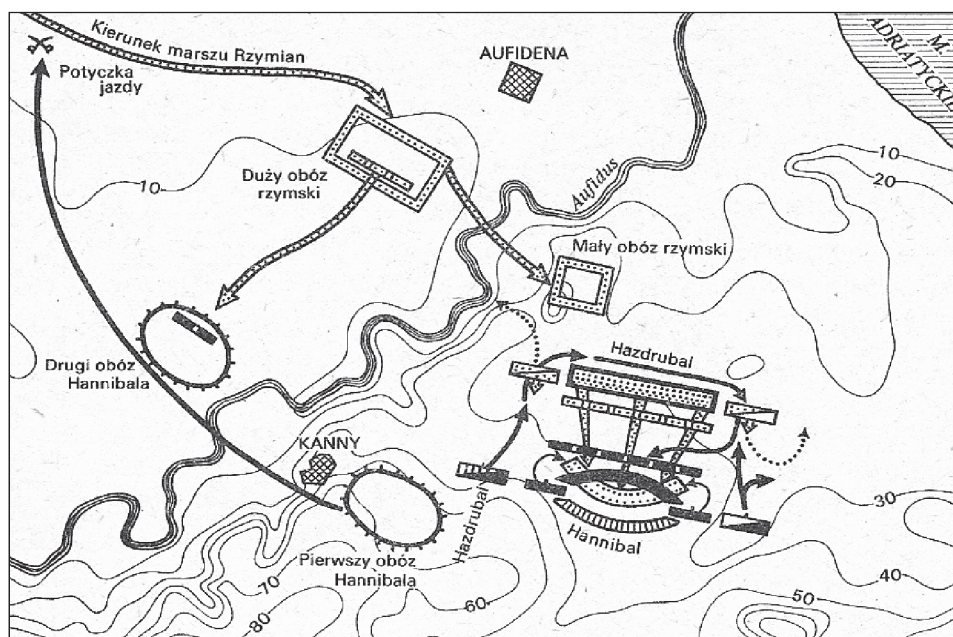 Kierunek marszu Rzymian
Potyczka
jazdy
AUFIDENA
M.
ADRIATYCKIE
10
20
Duży obóz
rzymski
10
Aufidus
Mały obóz rzymski
Drugi obóz
Hannibala
Hazdrubal
KANNY
Hazdrubal
Hannibal
30
Pierwszy obóz
Hannibala
70
80
60
40
50